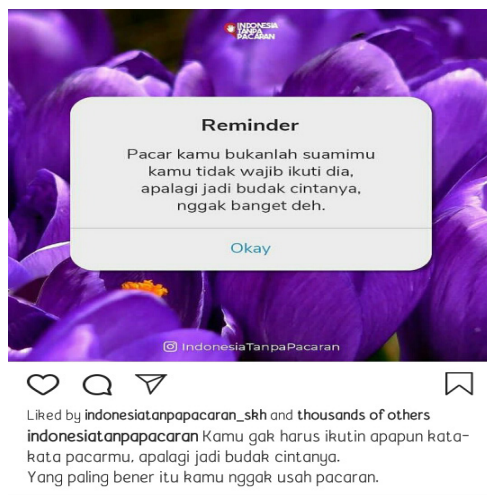 INDONESIA
TANPA
PACARAN
Reminder
Pacar kamu bukanlah suamimu
kamu tidak wajib ikuti dia,
apalagi jadi budak cintanya,
nggak banget deh.
Okay
IndonesiaTanpaPacaran
Liked by indonesiatanpapacaran_skh and thousands of others
indonesiatanpapacaran Kamu gak harus ikutin apapun kata-
kata pacarmu, apalagi jadi budak cintanya.
Yang paling bener itu kamu nggak usah pacaran.